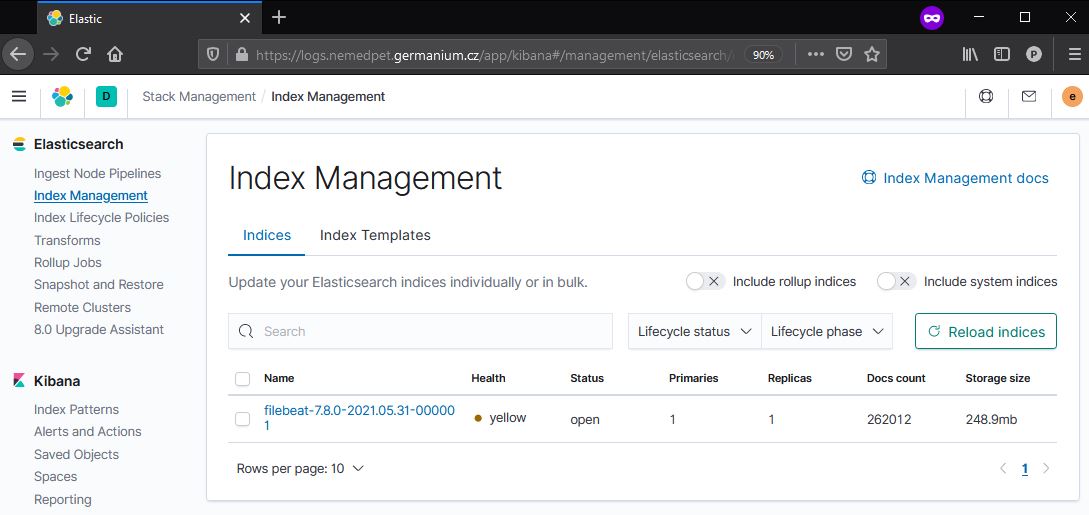 Elastic
https://logs.nemedpet.germanium.cz/app/kibana#/management/elasticsearch/
90%
D
Stack Management / Index Management
e
Elasticsearch
Ingest Node Pipelines
Index Management
Index Lifecycle Policies
Transforms
Rollup Jobs
Snapshot and Restore
Remote Clusters
8.0 Upgrade Assistant
Kibana
Index Patterns
Alerts and Actions
Saved Objects
Spaces
Reporting
Index Management
Index Management docs
Indices Index Templates
Update your Elasticsearch indices individually or in bulk.
Include rollup indices Include system indices
Search
Lifecycle status Lifecycle phase
Reload indices
Name Health Status Primaries Replicas Docs count Storage size
filebeat-7.8.0-2021.05.31-00000
1
yellow open 1 1 262012 248.9mb
Rows per page: 10
1